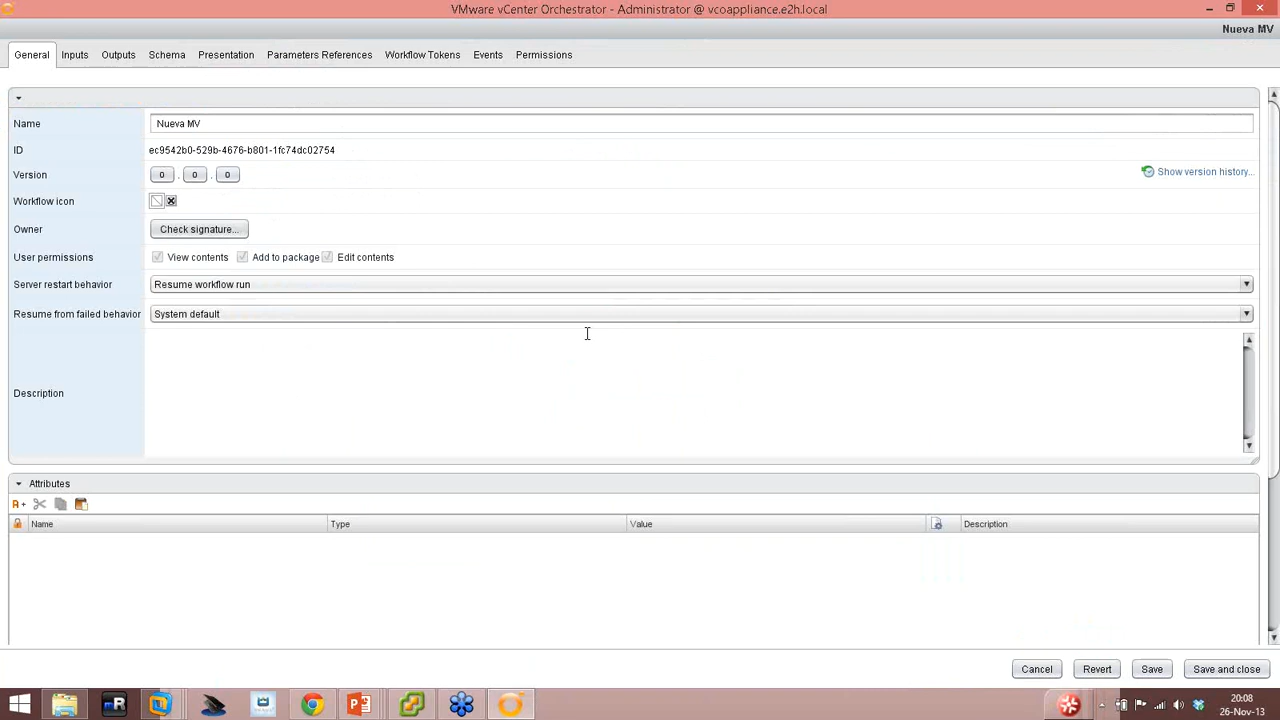 VMware vCenter Orchestrator - Administrator @ vcoappliance.e2h.local
Nueva MV
General Inputs Outputs Schema Presentation Parameters References Workflow Tokens Events Permissions
Name Nueva MV
ID ec9542b0-529b-4676-b801-1fc74dc02754
Version 0 . 0 . 0 Show version history...
Workflow icon
Owner Check signature...
User permissions View contents Add to package Edit contents
Server restart behavior Resume workflow run
Resume from failed behavior System default
Description
Attributes
R+
Name Type Value Description
Cancel Revert Save Save and close
20:08
26-Nov-13